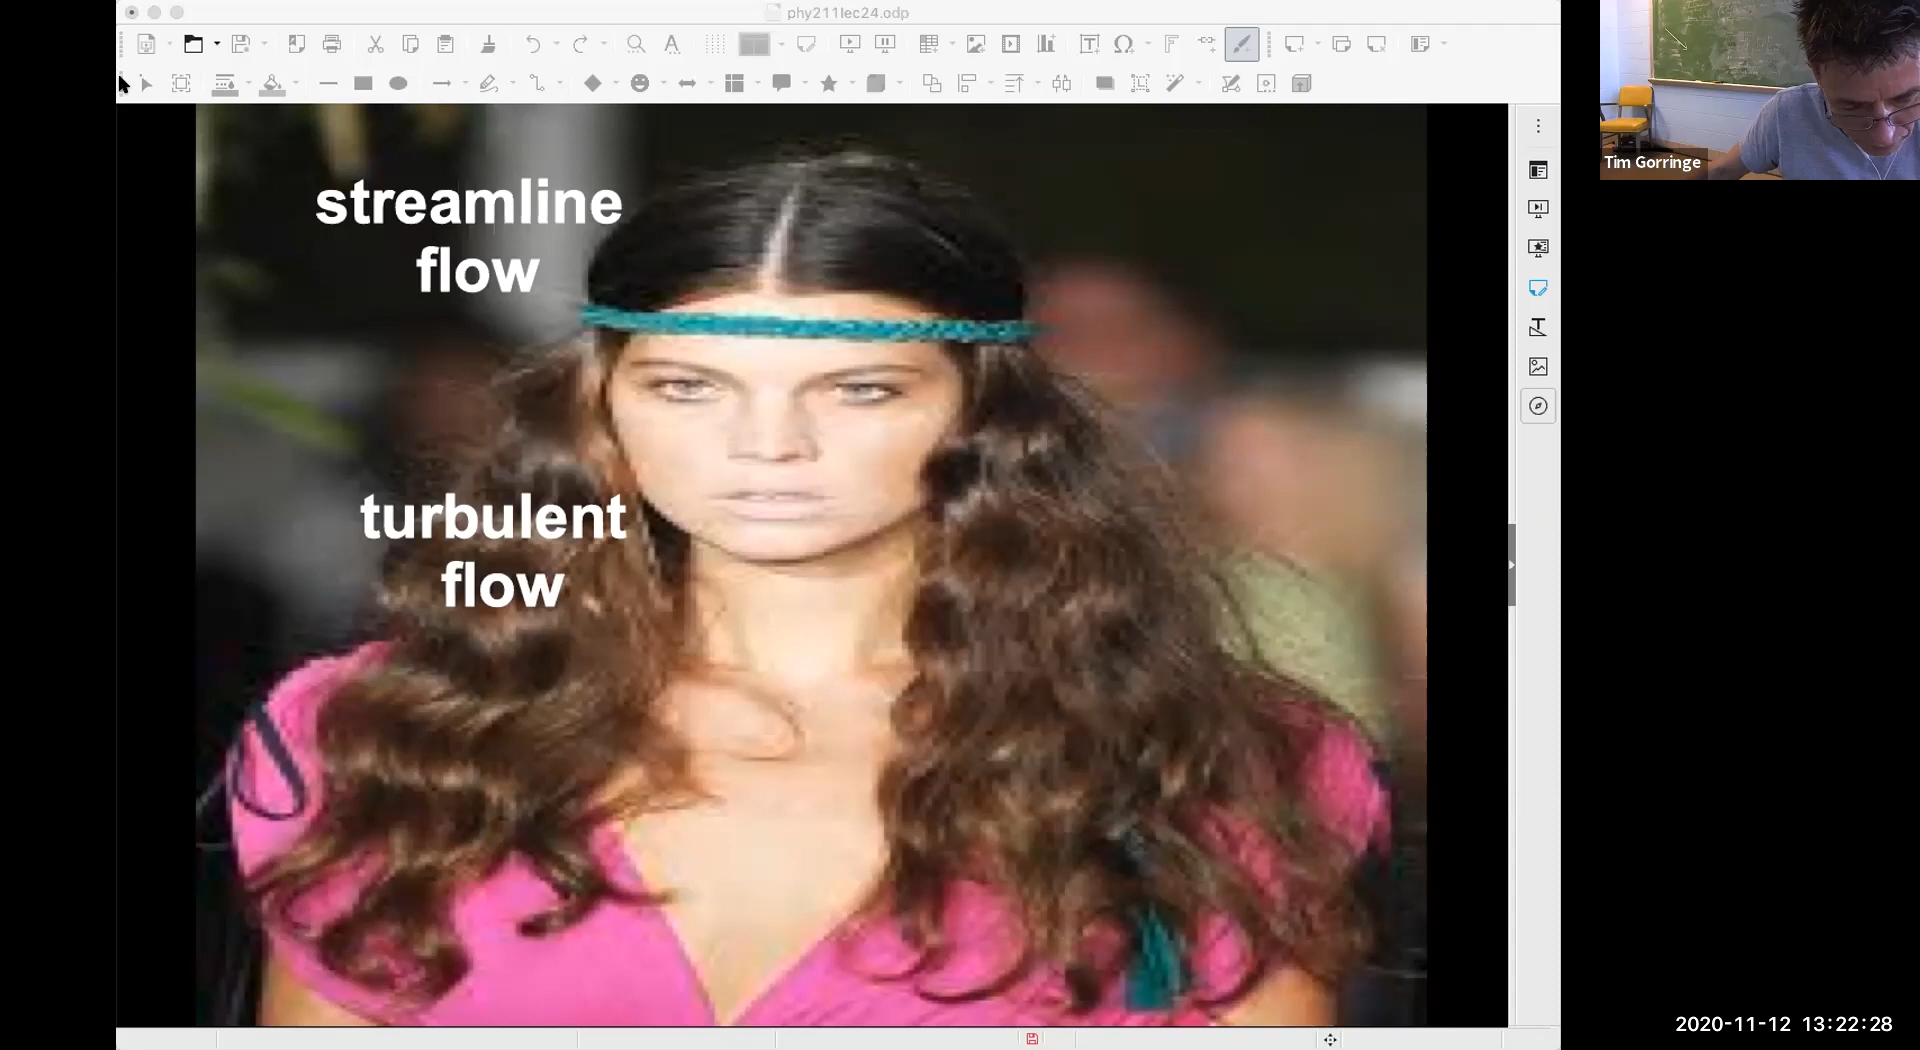 phy211lec24.odp
streamline
flow
turbulent
flow
Tim Gorringe
2020-11-12 13:22:28